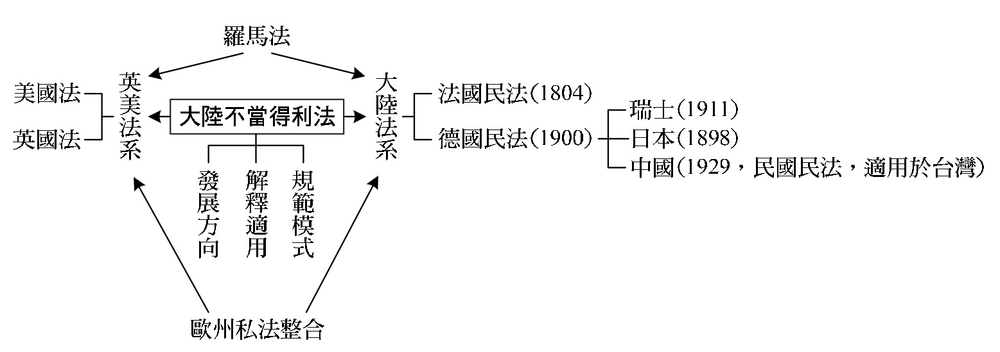 羅馬法
美國法
英國法
英美法系
大陸不當得利法
大陸法系
法國民法(1804)
德國民法(1900)
瑞士(1911)
日本(1898)
中國(1929，民國民法，適用於台灣)
發展方向
解釋適用
規範模式
歐州私法整合